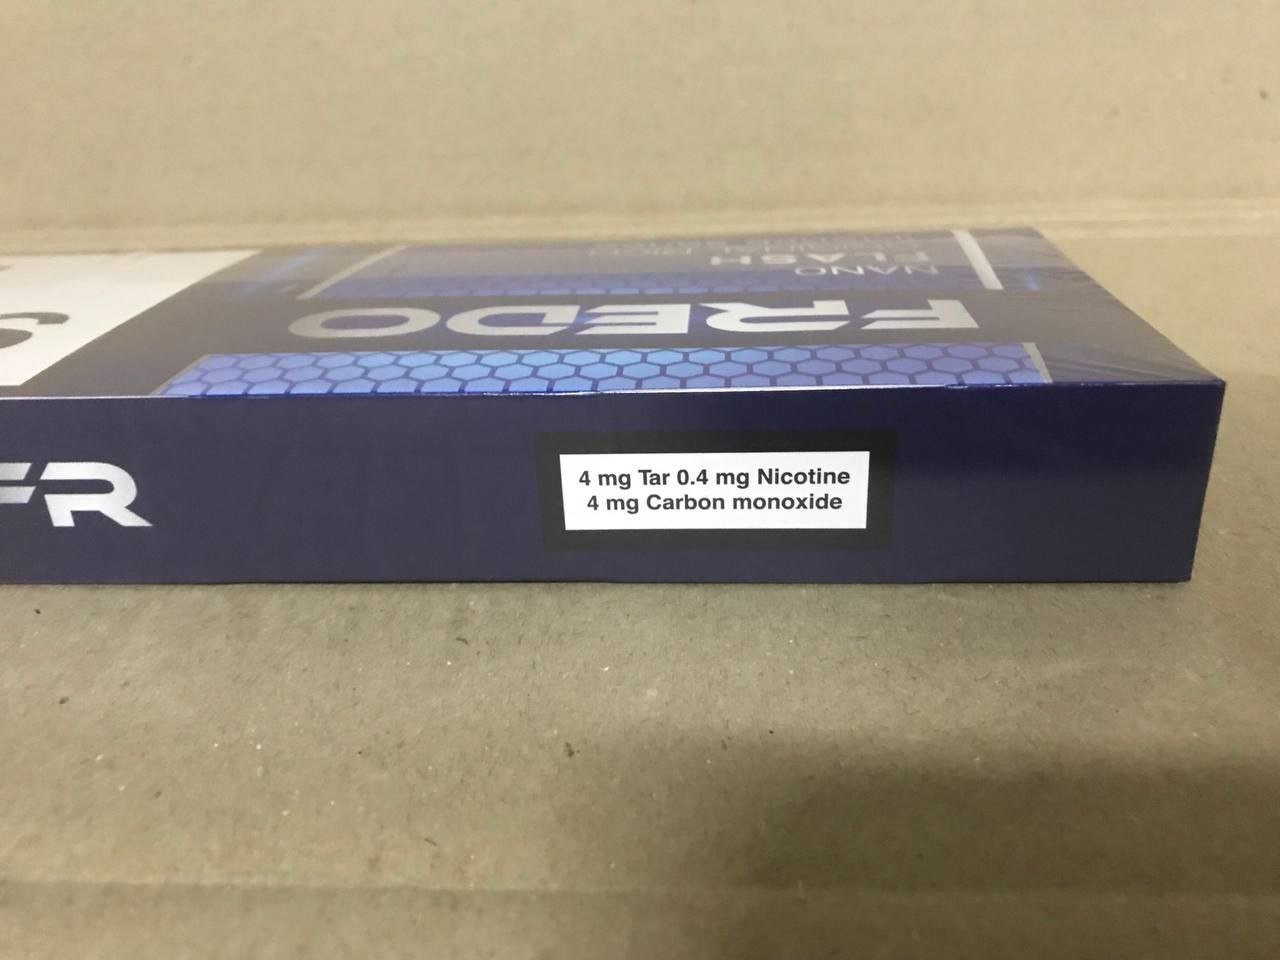 NANO
FLASH
FREDO
FR
4 mg Tar 0.4 mg Nicotine
4 mg Carbon monoxide